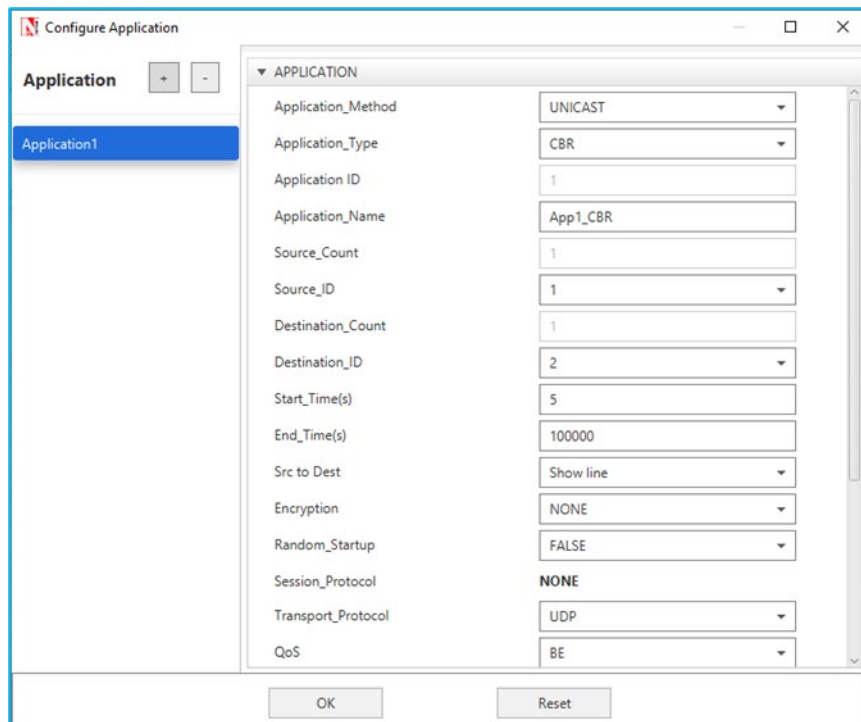 Configure Application
Application + -
Application1
APPLICATION
Application_Method UNICAST
Application_Type CBR
Application ID 1
Application_Name App1_CBR
Source_Count 1
Source_ID 1
Destination_Count 1
Destination_ID 2
Start_Time(s) 5
End_Time(s) 100000
Src to Dest Show line
Encryption NONE
Random_Startup FALSE
Session_Protocol NONE
Transport_Protocol UDP
QoS BE
OK Reset